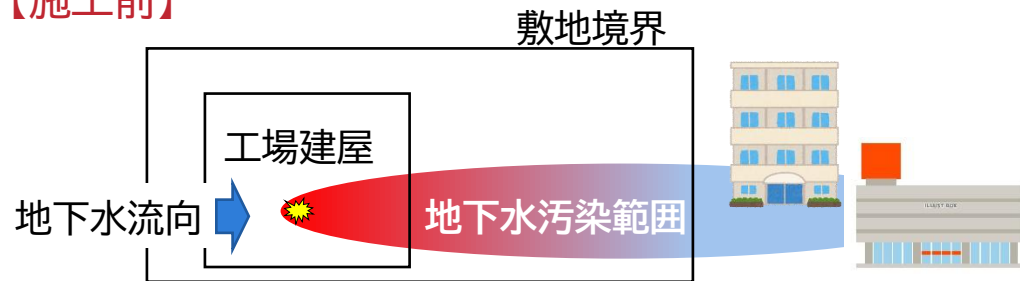 【施工前】
敷地境界
工場建屋
地下水流向
地下水汚染範囲